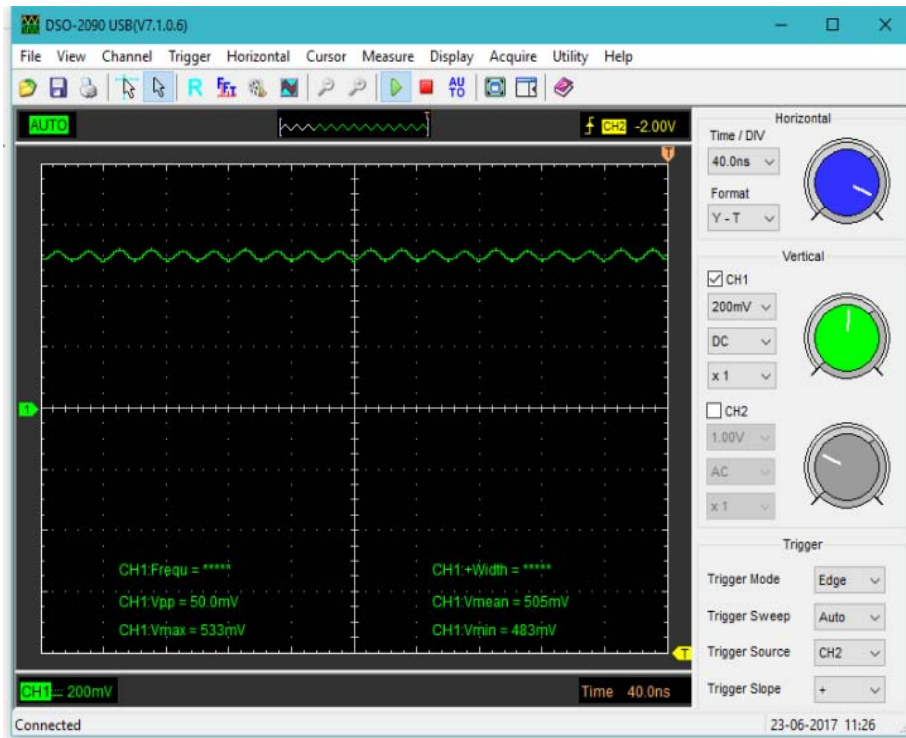 DSO-2090 USB(V7.1.0.6)
File View Channel Trigger Horizontal Cursor Measure Display Acquire Utility Help
R FFT AUTO
AUTO
T
CH2 -2.00V
1
CH1:Frequ = *****
CH1:+Width = *****
CH1:Vpp = 50.0mV
CH1:Vmean = 505mV
CH1:Vmax = 533mV
CH1:Vmin = 483mV
T
CH1 200mV
Time 40.0ns
Horizontal
Time / DIV
40.0ns
Format
Y - T
Vertical
CH1
200mV
DC
x 1
CH2
1.00V
AC
x 1
Trigger
Trigger Mode Edge
Trigger Sweep Auto
Trigger Source CH2
Trigger Slope +
Connected
23-06-2017 11:26